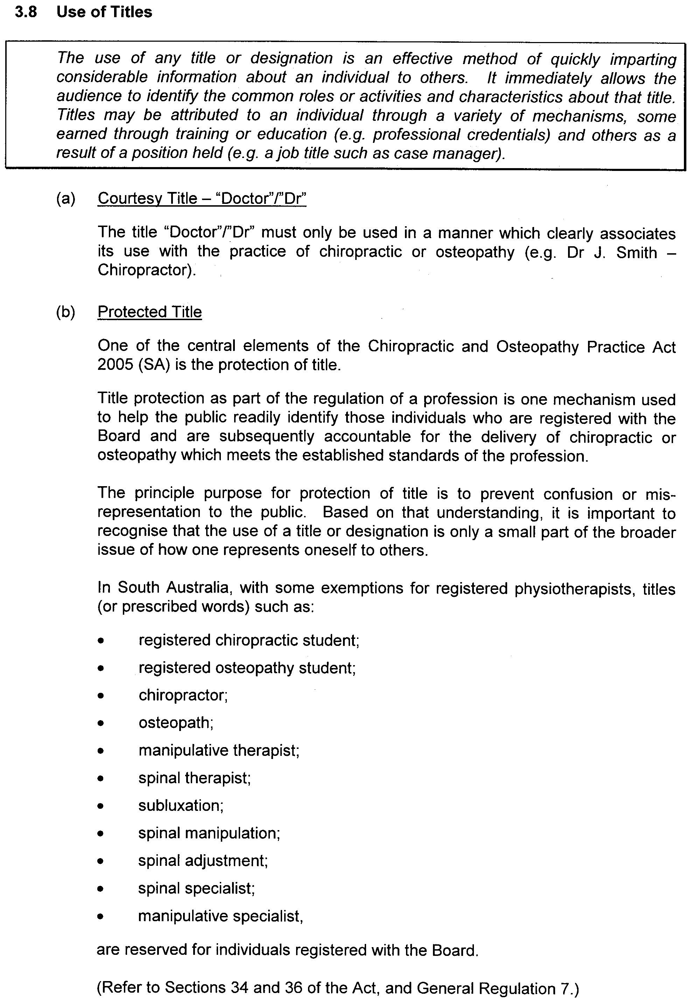 3.8 Use of Titles
The use of any title or designation is an effective method of quickly imparting
considerable information about an individual to others. It immediately allows the
audience to identify the common roles or activities and characteristics about that title.
Titles may be attributed to an individual through a variety of mechanisms, some
earned through training or education (e.g. professional credentials) and others as a
result of a position held (e.g. a job title such as case manager).
(a) Courtesy Title – “Doctor”/”Dr”
The title “Doctor”/”Dr” must only be used in a manner which clearly associates
its use with the practice of chiropractic or osteopathy (e.g. Dr J. Smith –
Chiropractor).
(b) Protected Title
One of the central elements of the Chiropractic and Osteopathy Practice Act
2005 (SA) is the protection of title.
Title protection as part of the regulation of a profession is one mechanism used
to help the public readily identify those individuals who are registered with the
Board and are subsequently accountable for the delivery of chiropractic or
osteopathy which meets the established standards of the profession.
The principle purpose for protection of title is to prevent confusion or mis-
representation to the public. Based on that understanding, it is important to
recognise that the use of a title or designation is only a small part of the broader
issue of how one represents oneself to others.
In South Australia, with some exemptions for registered physiotherapists, titles
(or prescribed words) such as:
• registered chiropractic student;
• registered osteopathy student;
• chiropractor;
• osteopath;
• manipulative therapist;
• spinal therapist;
• subluxation;
• spinal manipulation;
• spinal adjustment;
• spinal specialist;
• manipulative specialist,
are reserved for individuals registered with the Board.
(Refer to Sections 34 and 36 of the Act, and General Regulation 7.)